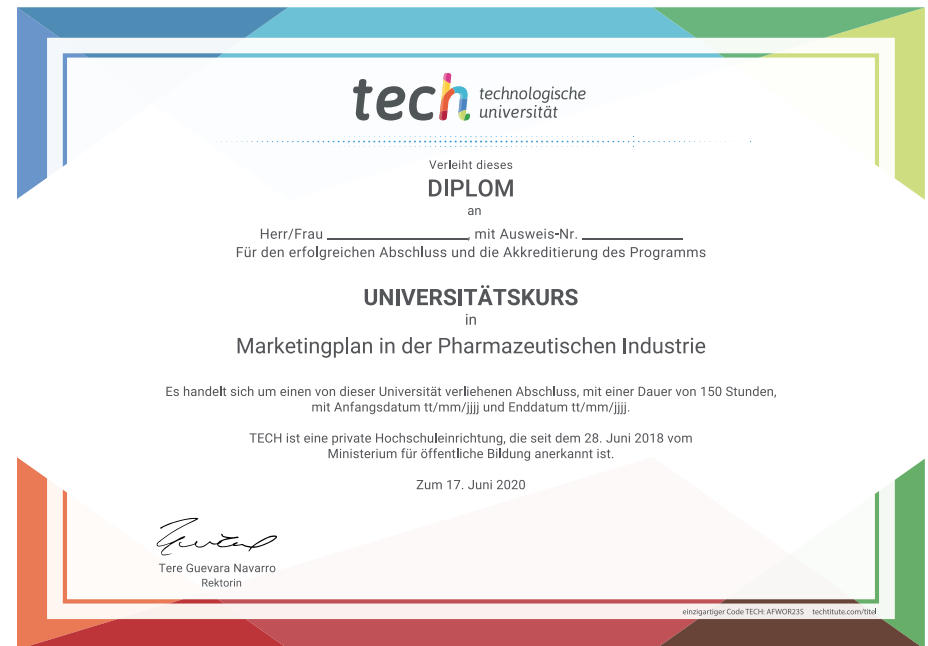 tech technologische
universität
Verleiht dieses
DIPLOM
an
Herr/Frau ____________________, mit Ausweis-Nr. ______________
Für den erfolgreichen Abschluss und die Akkreditierung des Programms
UNIVERSITÄTSKURS
in
Marketingplan in der Pharmazeutischen Industrie
Es handelt sich um einen von dieser Universität verliehenen Abschluss, mit einer Dauer von 150 Stunden,
mit Anfangsdatum tt/mm/jjjj und Enddatum tt/mm/jjjj.
TECH ist eine private Hochschuleinrichtung, die seit dem 28. Juni 2018 vom
Ministerium für öffentliche Bildung anerkannt ist.
Zum 17. Juni 2020
Tere Guevara Navarro
Rektorin
einzigartiger Code TECH: AFWOR23S techtitute.com/titel